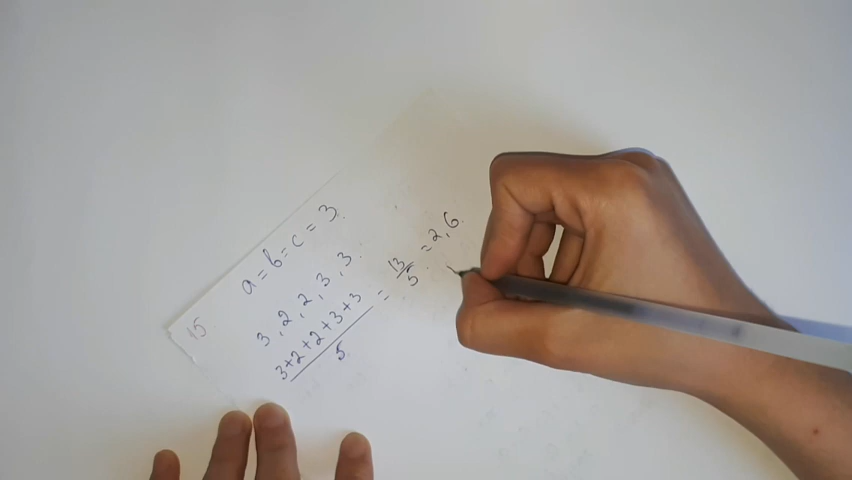 15
a = b = c = 3.
3, 2, 2, 3, 3.
3+2+2+3+3 / 5 = 13/5 = 2,6.